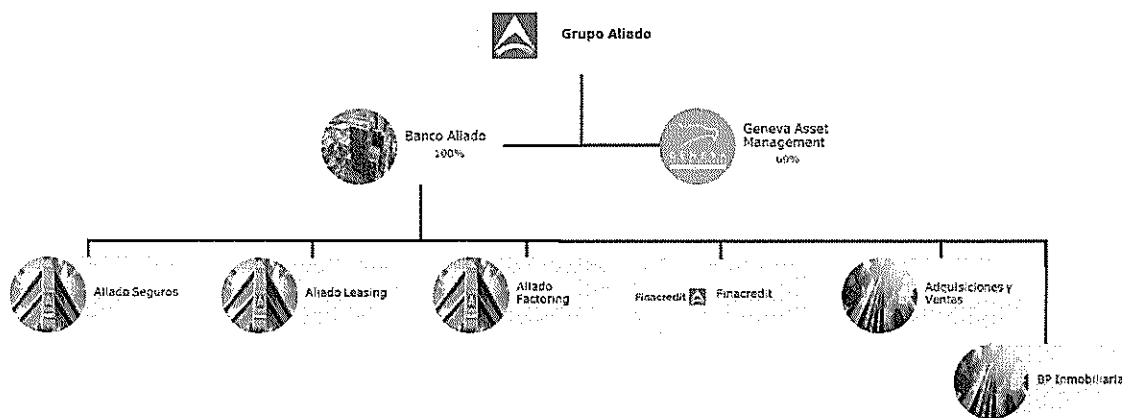 Grupo Aliado
Banco Aliado
100%
Geneva Asset
Management
60%
Aliado Seguros
Aliado Leasing
Aliado
Factoring
Finacredit
Finacredit
Adquisiciones y
Ventas
BP Inmobiliaria